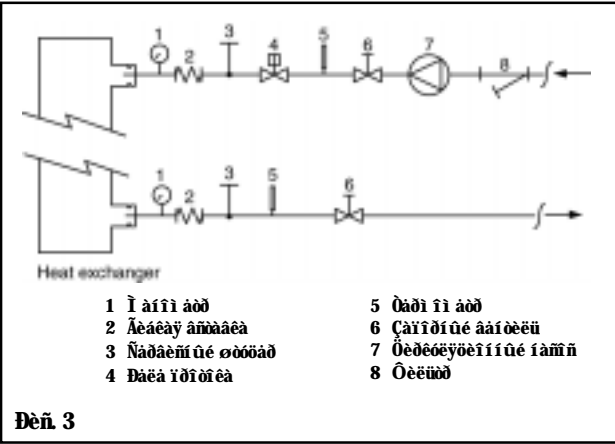 1 2 3 4 5 6 7 8
1 2 3 5 6
Heat exchanger
1 Ì àíîì åòð
2 Ãèáêàÿ âñòàâêà
3 Ñåðâèñíûé øòóöåð
4 Ðåëå ïðîòîêà
5 Òåðì îì åòð
6 Çàïîðíûé âåíòèëü
7 Öèðêóëÿöèîííûé íàñîñ
8 Ôèëüòð
Ðèñ. 3